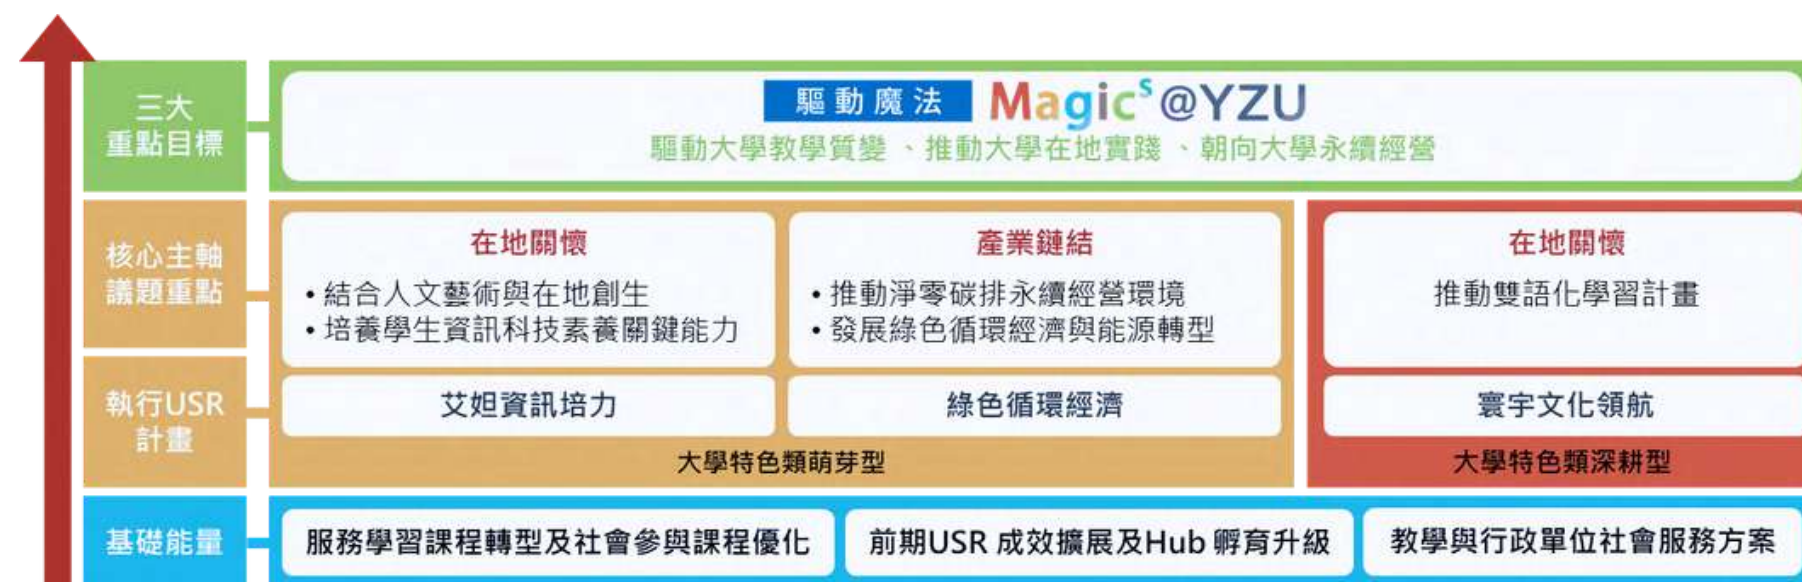 三大
重點目標
驅動魔法 Magicˢ@YZU
驅動大學教學質變、推動大學在地實踐、朝向大學永續經營
核心主軸
議題重點
在地關懷
• 結合人文藝術與在地創生
• 培養學生資訊科技素養關鍵能力
產業鏈結
• 推動淨零碳排永續經營環境
• 發展綠色循環經濟與能源轉型
在地關懷
推動雙語化學習計畫
執行USR
計畫
艾妲資訊培力
綠色循環經濟
寰宇文化領航
大學特色類萌芽型
大學特色類深耕型
基礎能量
服務學習課程轉型及社會參與課程優化
前期USR 成效擴展及Hub 孵育升級
教學與行政單位社會服務方案